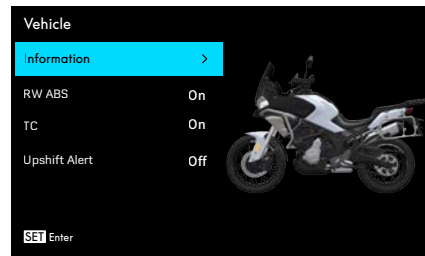 Vehicle
Information >
RW ABS On
TC On
Upshift Alert Off
SET Enter